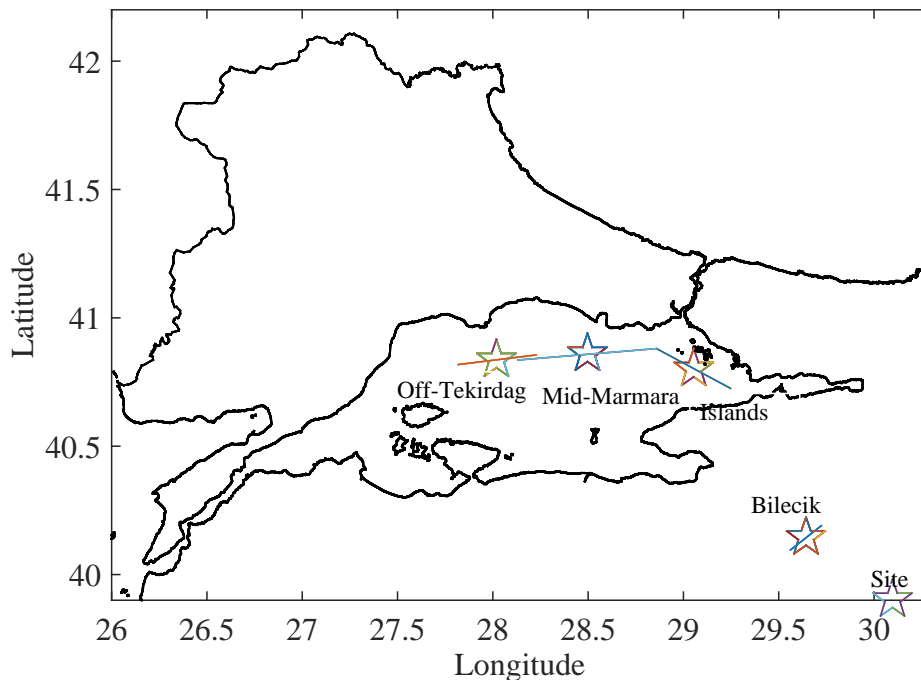 42
41.5
41
40.5
40
Latitude
Off-Tekirdag
Mid-Marmara
Islands
Bilecik
Site
26
26.5
27
27.5
28
28.5
29
29.5
30
Longitude